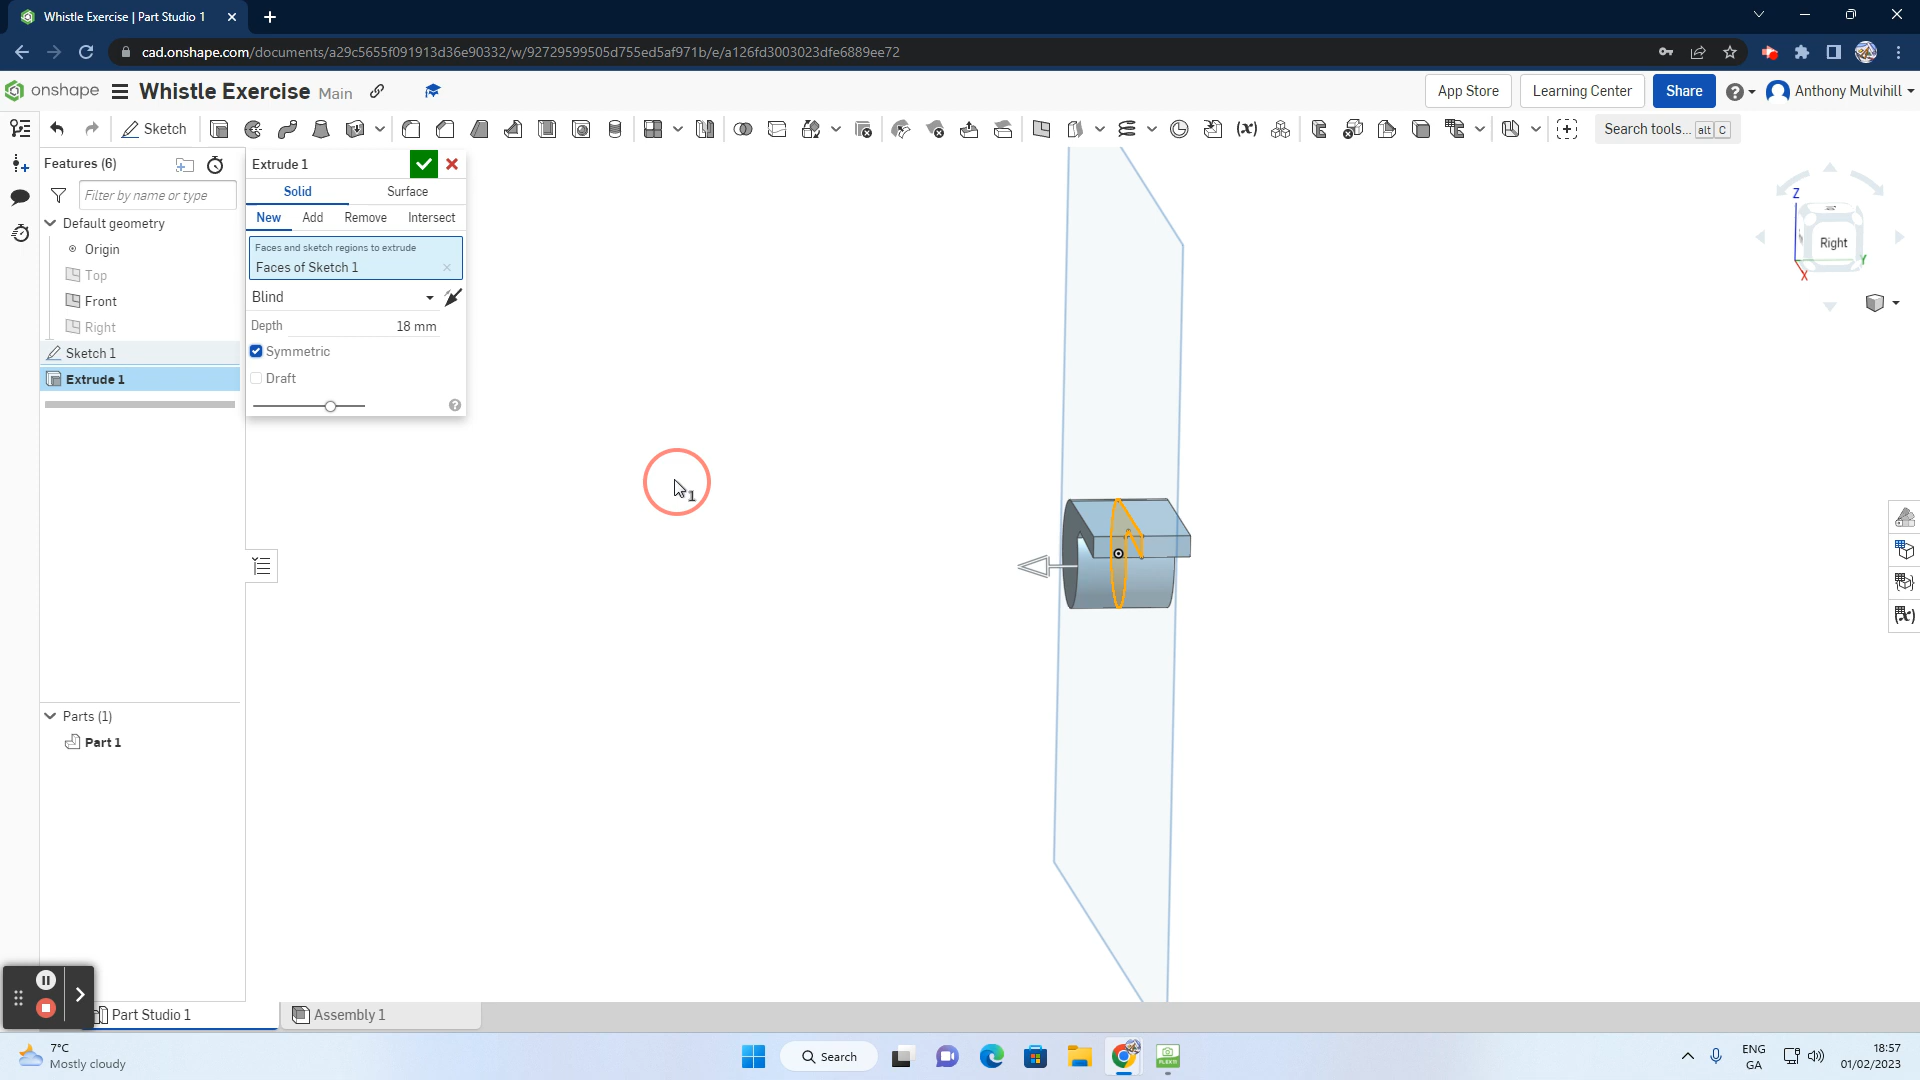 Whistle Exercise | Part Studio 1
cad.onshape.com/documents/a29c5655f091913d36e90332/w/92729599505d755ed5af971b/e/a126fd3003023dfe6889ee72
onshape
Whistle Exercise Main
App Store
Learning Center
Share
Anthony Mulvihill
Sketch
Search tools... alt C
Features (6)
Filter by name or type
Default geometry
Origin
Top
Front
Right
Sketch 1
Extrude 1
Extrude 1
Solid
Surface
New
Add
Remove
Intersect
Faces and sketch regions to extrude
Faces of Sketch 1
Blind
Depth
18 mm
Symmetric
Draft
1
Z
Right
Y
X
Parts (1)
Part 1
Part Studio 1
Assembly 1
7°C
Mostly cloudy
Search
ENG
GA
18:57
01/02/2023